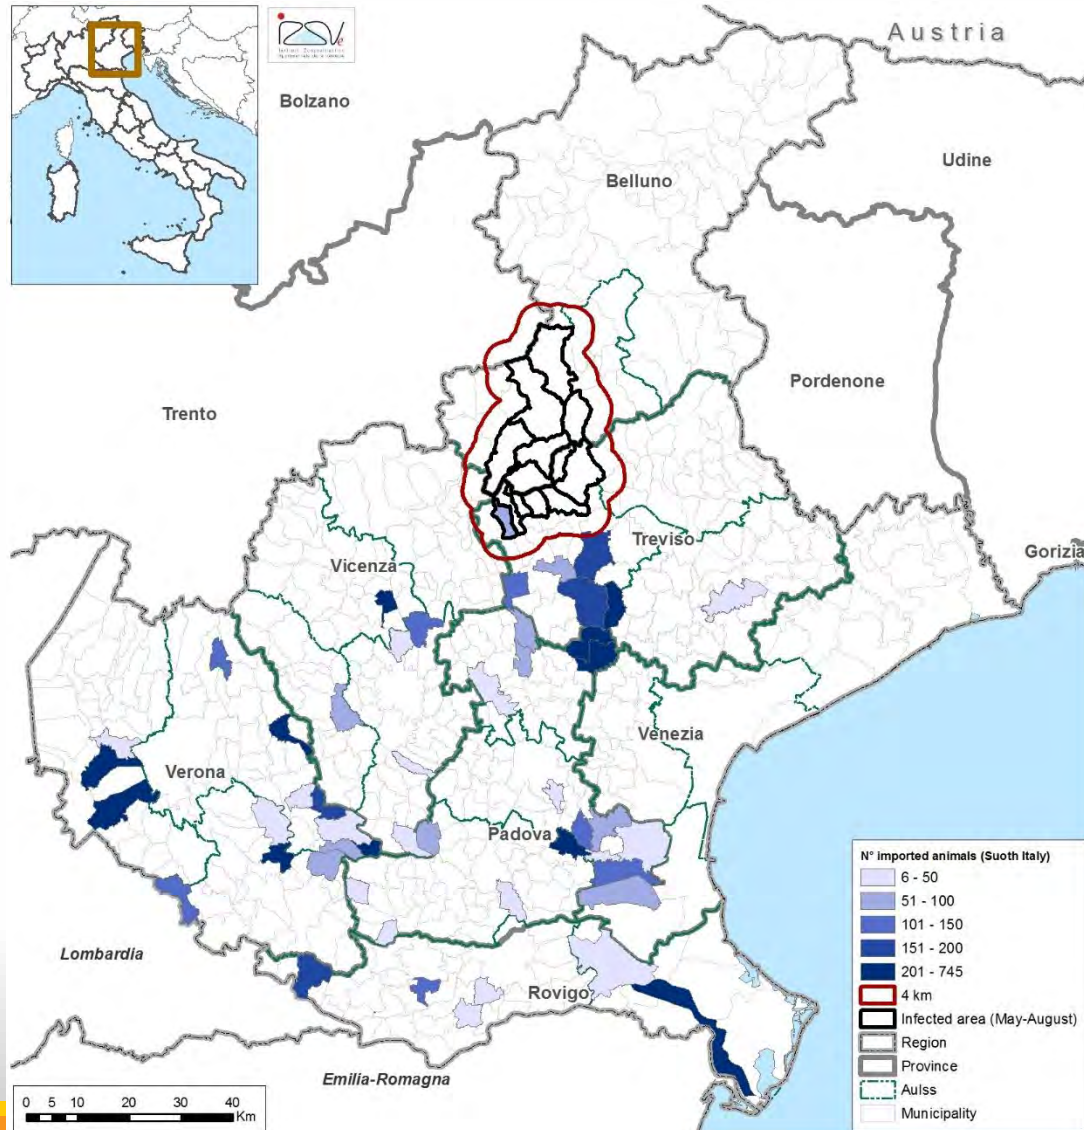 Austria
Bolzano
Udine
Belluno
Pordenone
Trento
Treviso
Gorizia
Vicenza
Venezia
Verona
Padova
Lombardia
Rovigo
Emilia-Romagna
0 5 10 20 30 40 Km
N° imported animals (Suoth Italy)
6 - 50
51 - 100
101 - 150
151 - 200
201 - 745
4 km
Infected area (May-August)
Region
Province
Aulss
Municipality